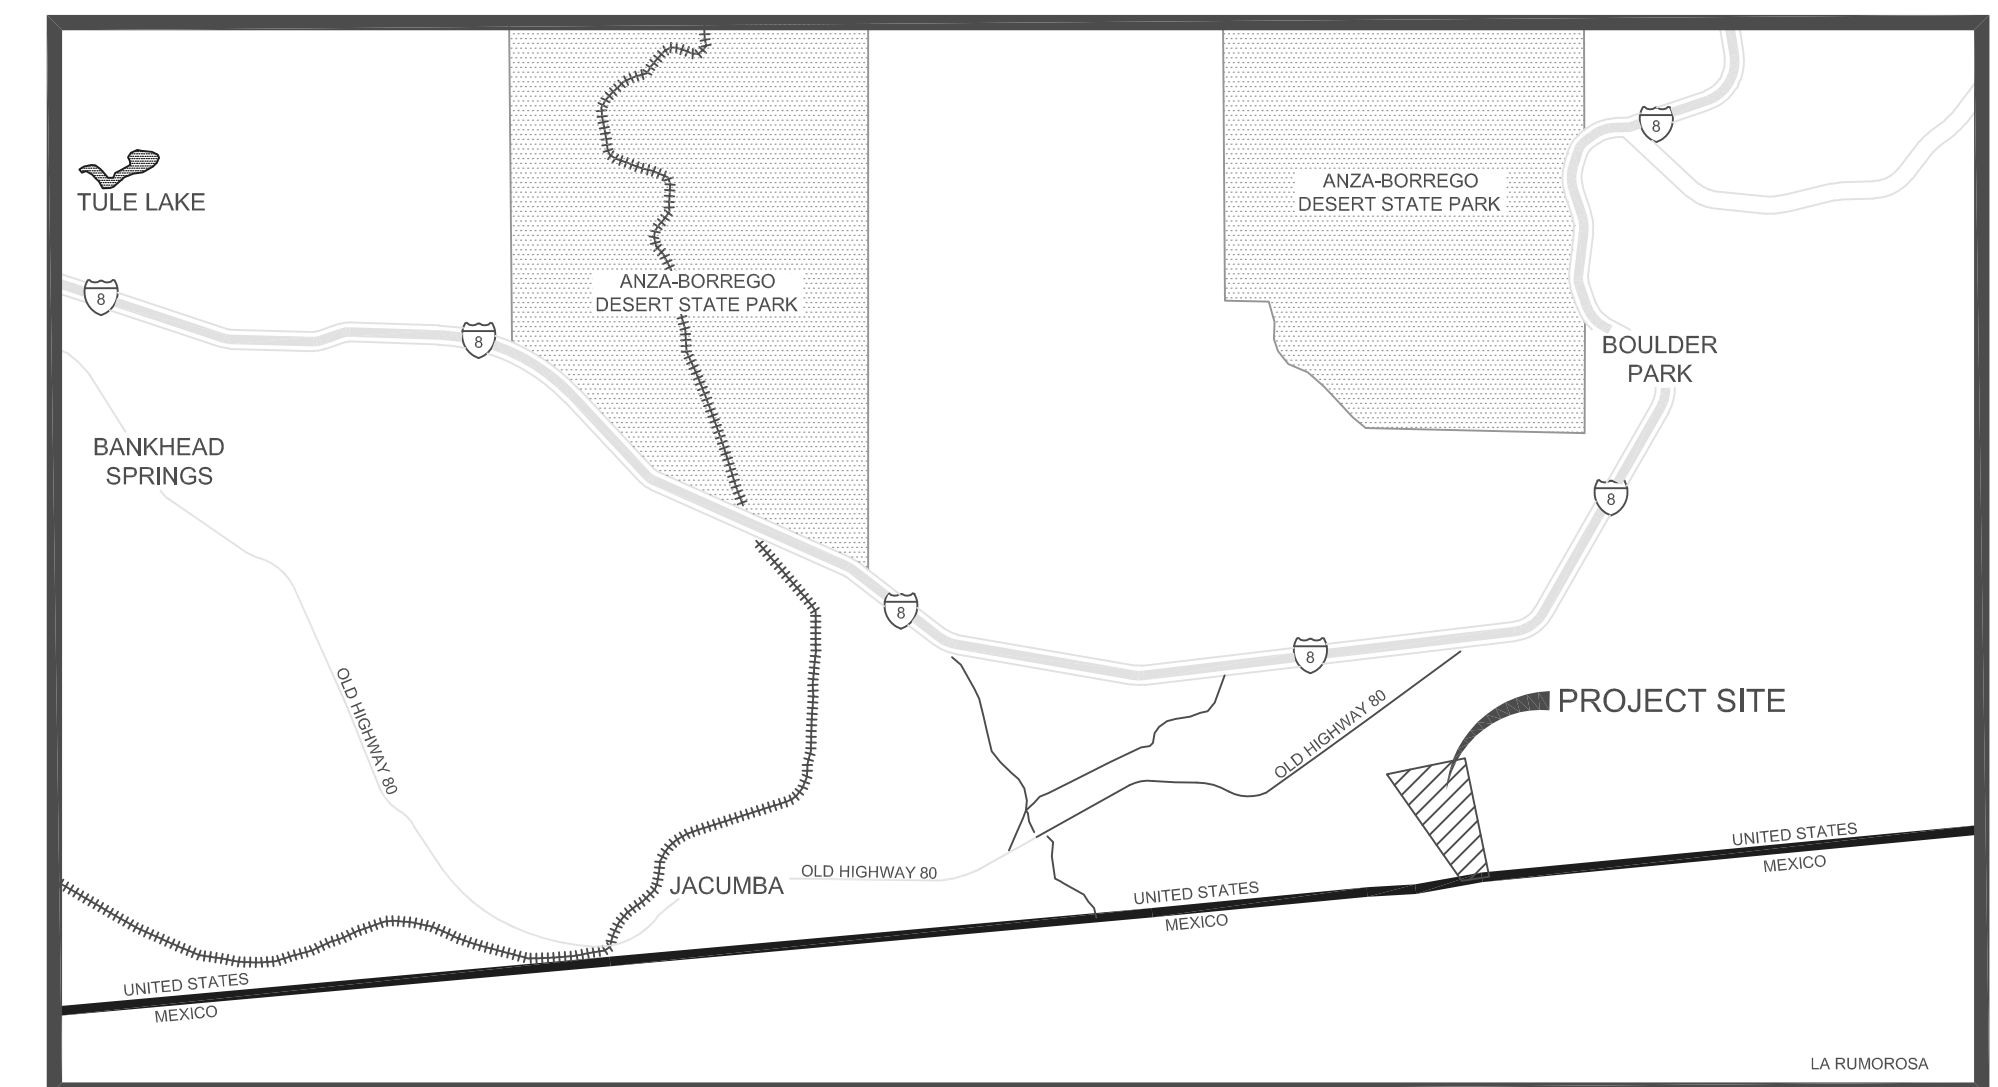 8
ANZA-BORREGO
DESERT STATE PARK
TULE LAKE
ANZA-BORREGO
DESERT STATE PARK
8
8
BOULDER
PARK
BANKHEAD
SPRINGS
8
8
8
OLD HIGHWAY 80
OLD HIGHWAY 80
PROJECT SITE
UNITED STATES
MEXICO
OLD HIGHWAY 80
JACUMBA
UNITED STATES
MEXICO
UNITED STATES
MEXICO
LA RUMOROSA